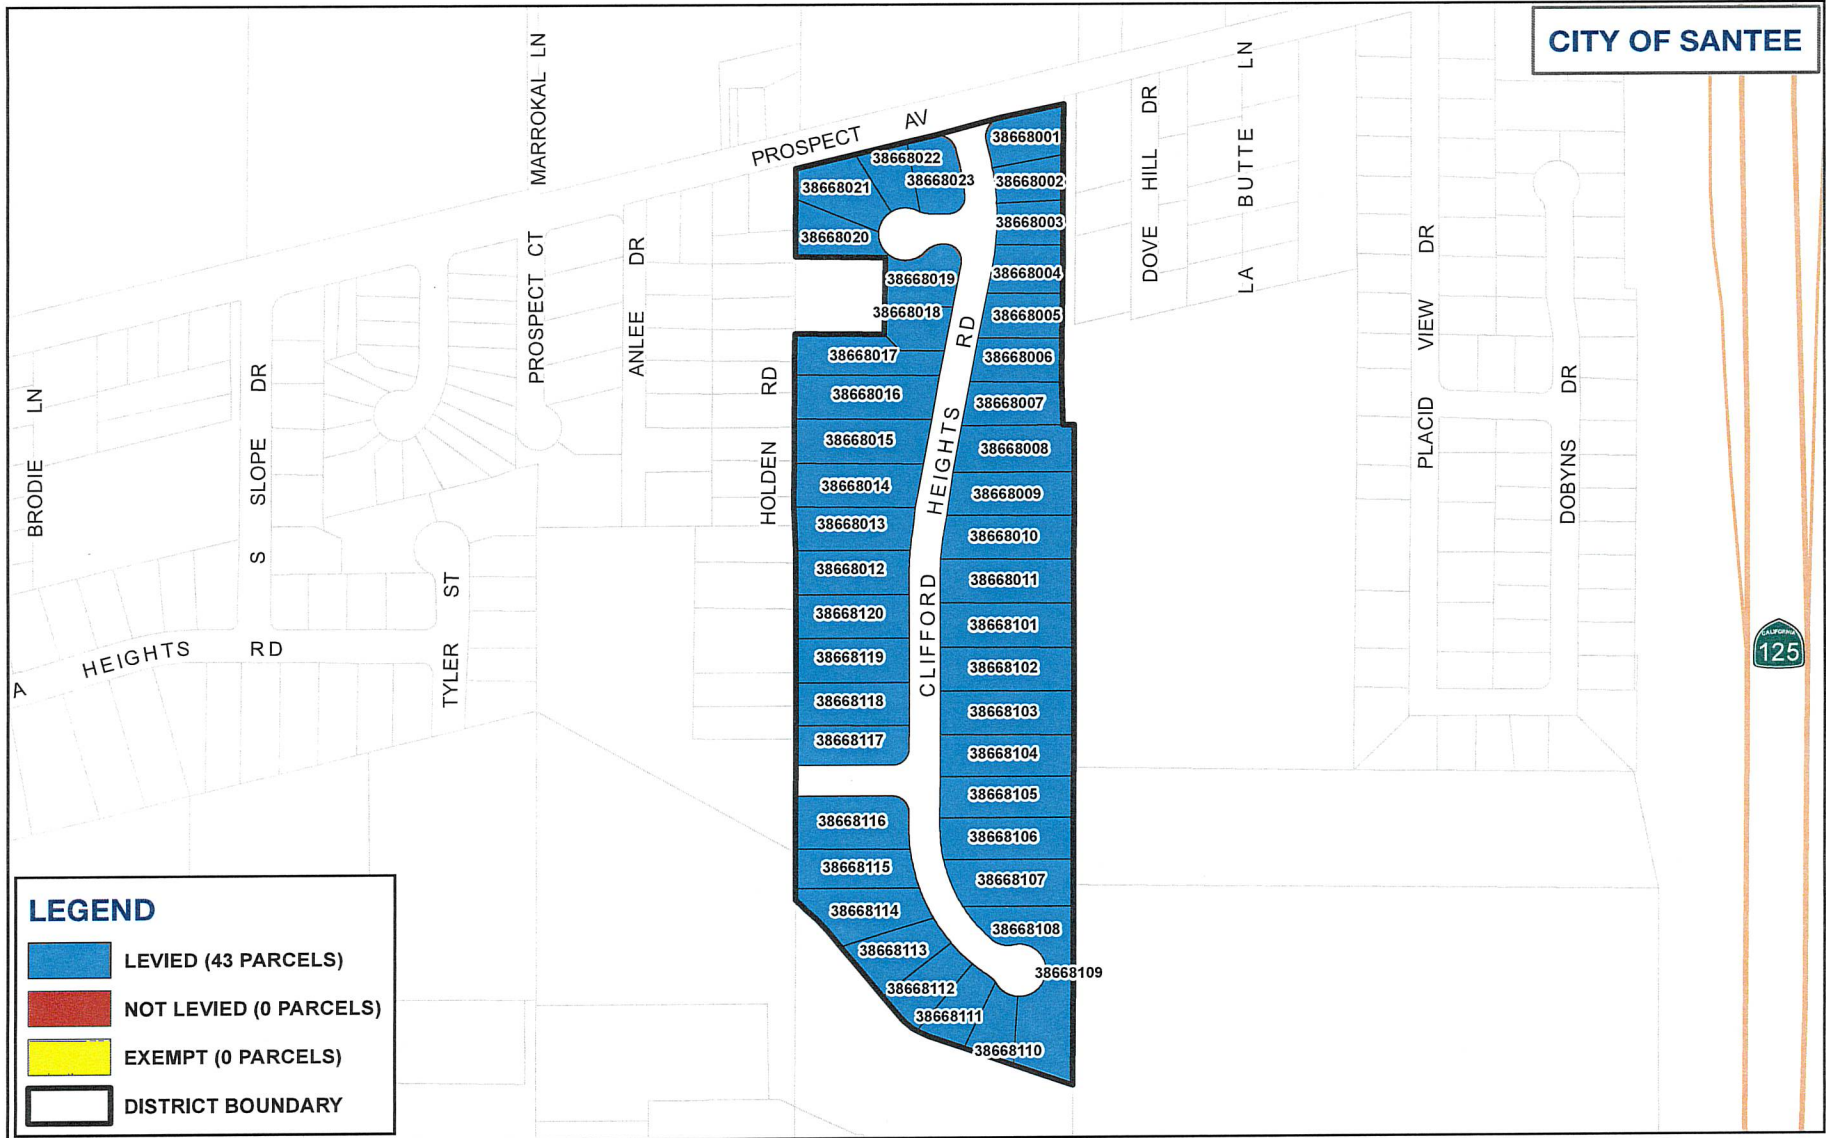 CITY OF SANTEE
MARROKAL LN
PROSPECT AV
DOVE HILL DR
LA BUTTE LN
PROSPECT CT
ANLEE DR
HOLDEN RD
BRODIE LN
S SLOPE DR
TYLER ST
A HEIGHTS RD
CLIFFORD HEIGHTS RD
PLACID VIEW DR
DOBYNS DR
CALIFORNIA
125
38668001
38668002
38668003
38668004
38668005
38668006
38668007
38668008
38668009
38668010
38668011
38668101
38668102
38668103
38668104
38668105
38668106
38668107
38668108
38668109
38668110
38668111
38668112
38668113
38668114
38668115
38668116
38668117
38668118
38668119
38668120
38668012
38668013
38668014
38668015
38668016
38668017
38668018
38668019
38668020
38668021
38668022
38668023
LEGEND
LEVIED (43 PARCELS)
NOT LEVIED (0 PARCELS)
EXEMPT (0 PARCELS)
DISTRICT BOUNDARY